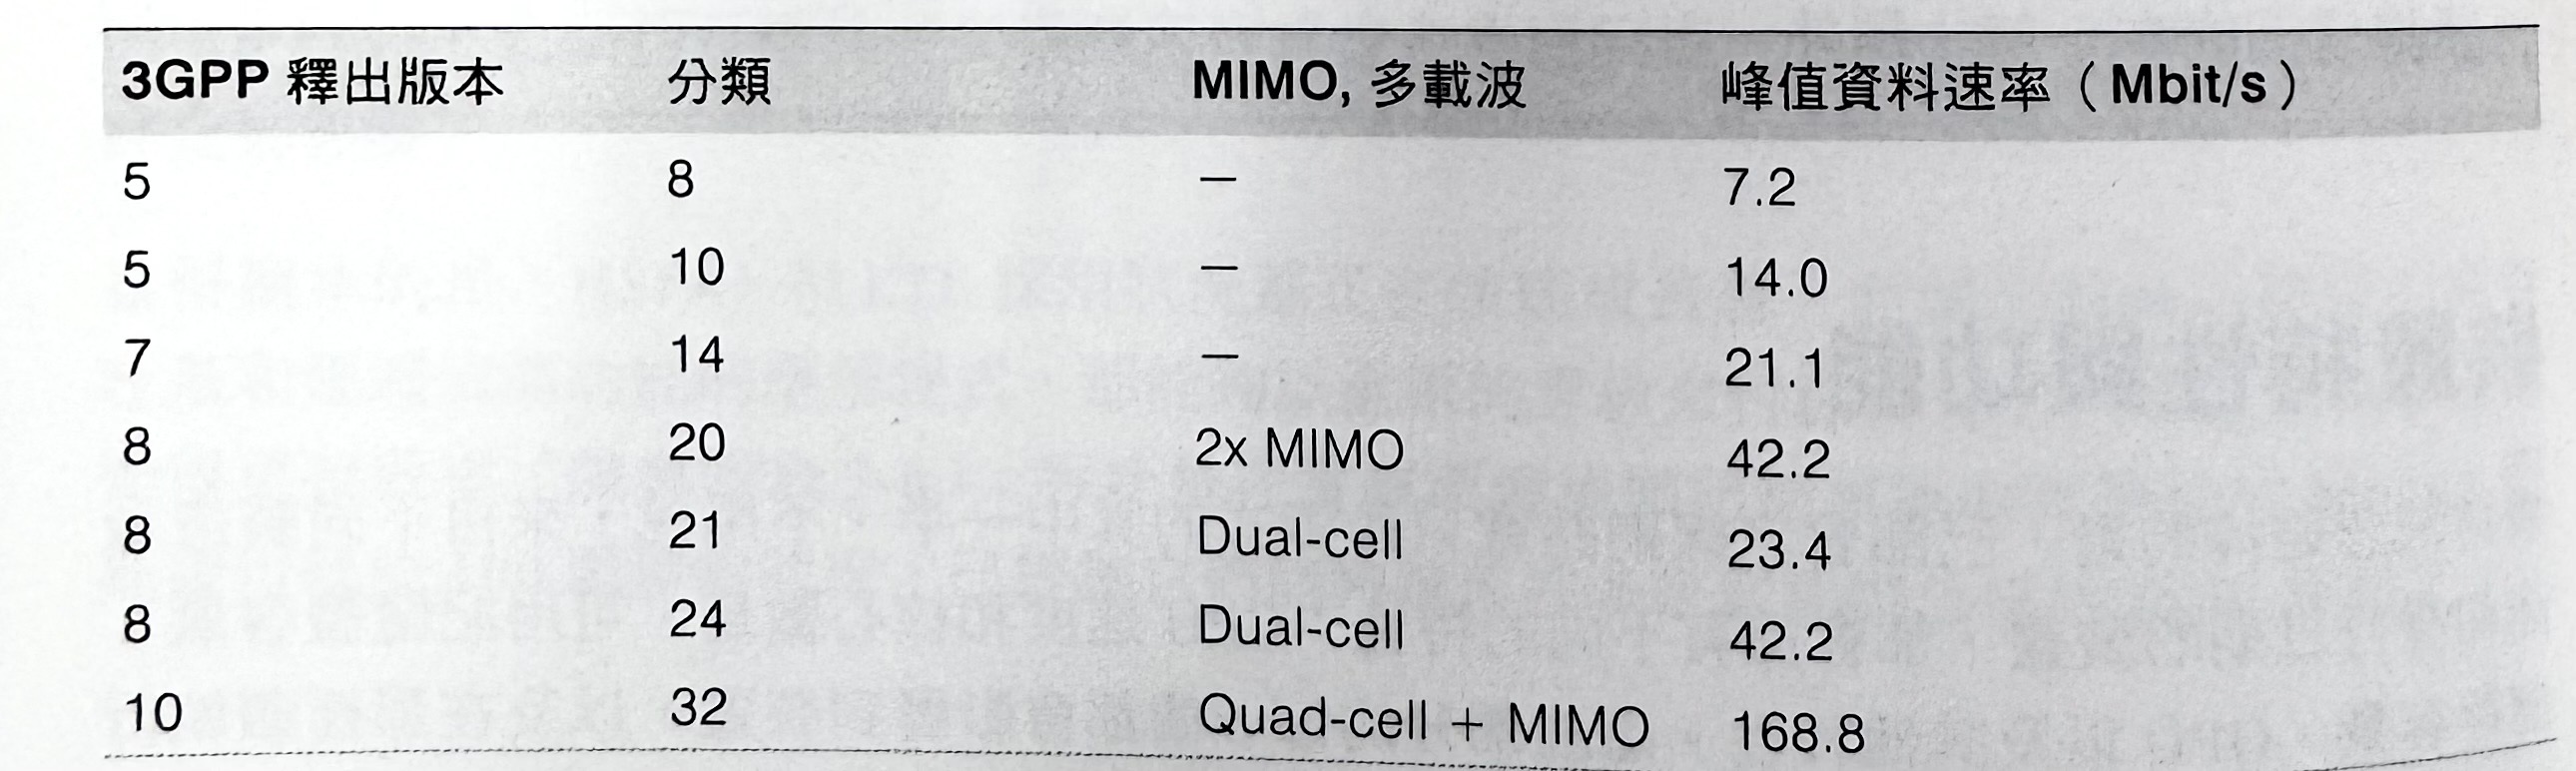 3GPP 釋出版本 分類 MIMO, 多載波 峰值資料速率（Mbit/s）
5 8 — 7.2
5 10 — 14.0
7 14 — 21.1
8 20 2x MIMO 42.2
8 21 Dual-cell 23.4
8 24 Dual-cell 42.2
10 32 Quad-cell + MIMO 168.8